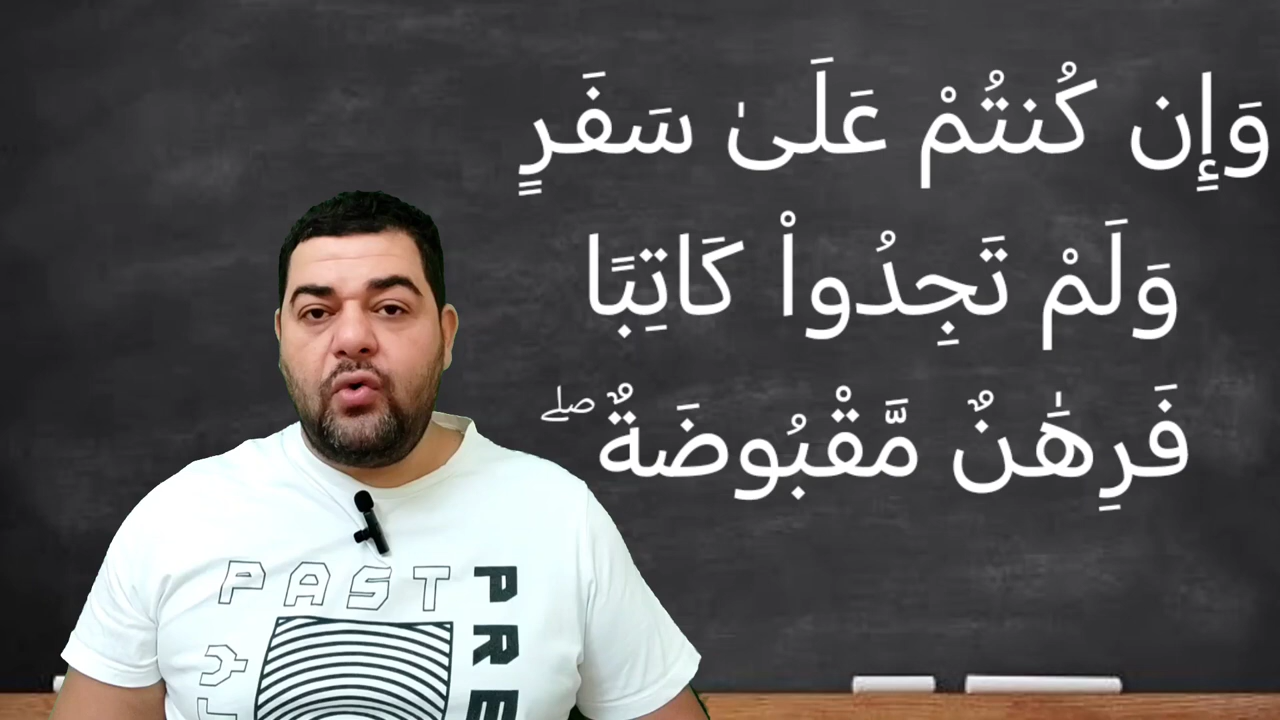 وَإِن كُنتُمْ عَلَىٰ سَفَرٍ
وَلَمْ تَجِدُواْ كَاتِبًا
فَرِهَٰنٌ مَّقْبُوضَةٌ ۖ
PAST
PRE